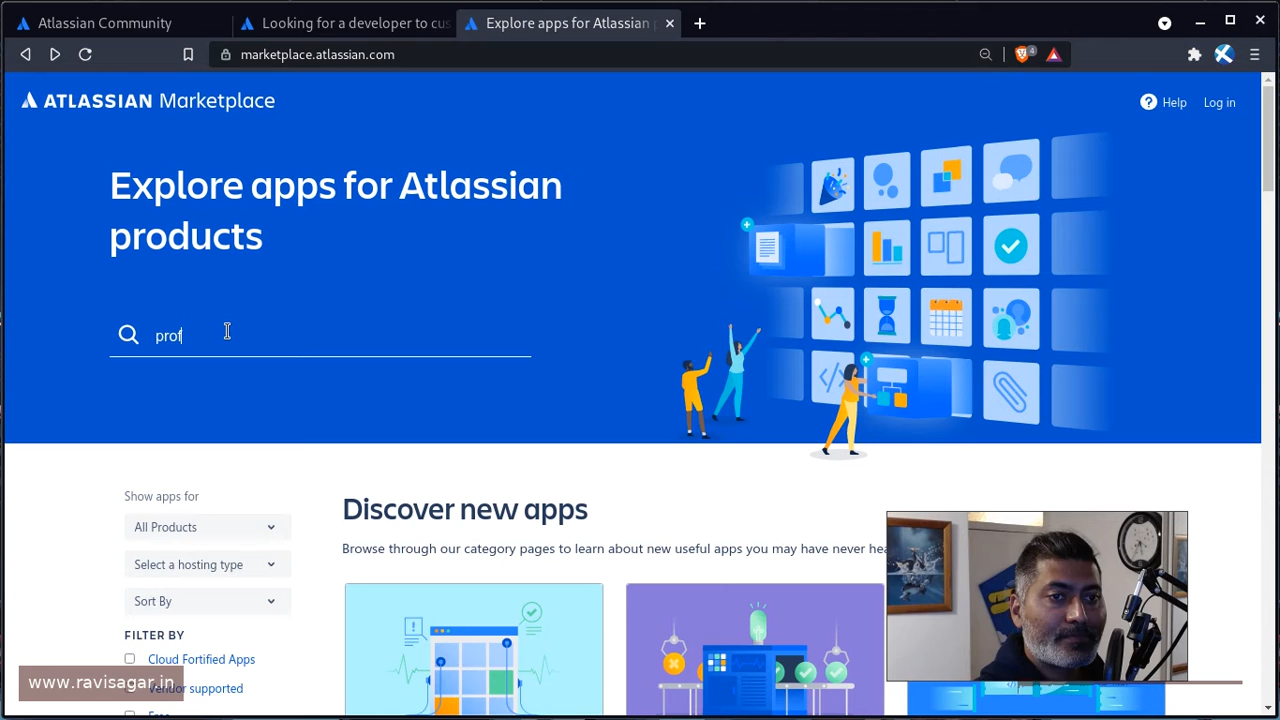 Atlassian Community
Looking for a developer to cus
Explore apps for Atlassian
marketplace.atlassian.com
4
ATLASSIAN Marketplace
? Help
Log in
Explore apps for Atlassian
products
prof
Show apps for
All Products
Select a hosting type
Sort By
FILTER BY
Cloud Fortified Apps
Vendor supported
Discover new apps
Browse through our category pages to learn about new useful apps you may have never
www.ravisagar.in